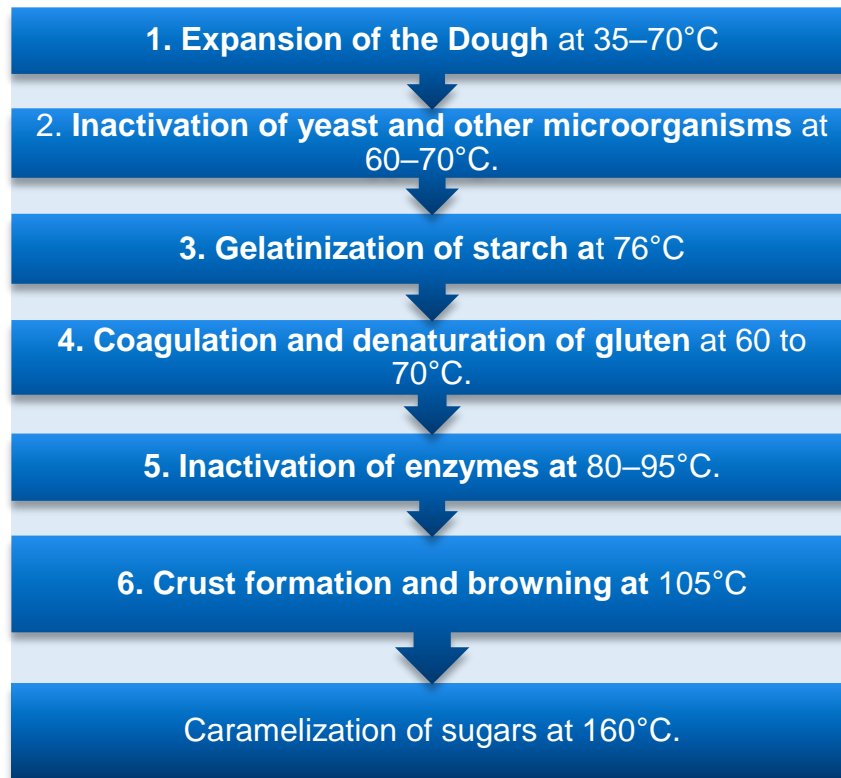 1. Expansion of the Dough at 35–70°C
2. Inactivation of yeast and other microorganisms at
60–70°C.
3. Gelatinization of starch at 76°C
4. Coagulation and denaturation of gluten at 60 to
70°C.
5. Inactivation of enzymes at 80–95°C.
6. Crust formation and browning at 105°C
Caramelization of sugars at 160°C.